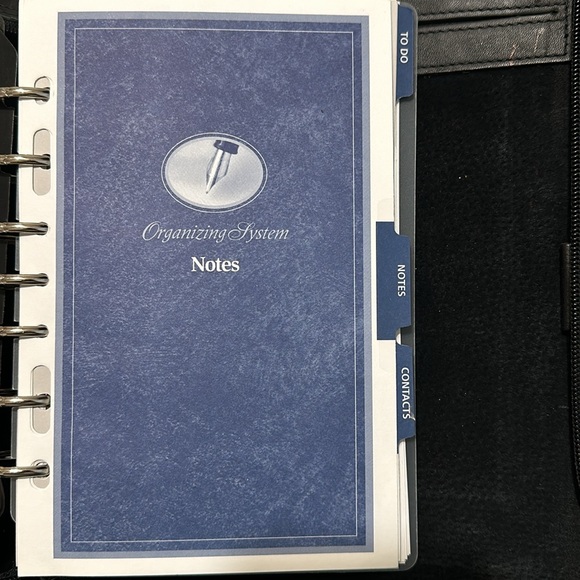 Organizing System
Notes
TO DO
NOTES
CONTACTS